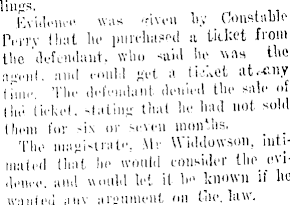 lings.
Evidence was given by Constable
Perry that he purchased a ticket from
the defendant, who said he was the
agent, and could get a ticket at any
time. The defendant denied the sale of
the ticket, stating that he had not sold
them for six or seven months.
The magistrate, Mr Widdowson, inti-
mated that he would consider the evi-
dence, and would let it be known if he
wanted any argument on the law.